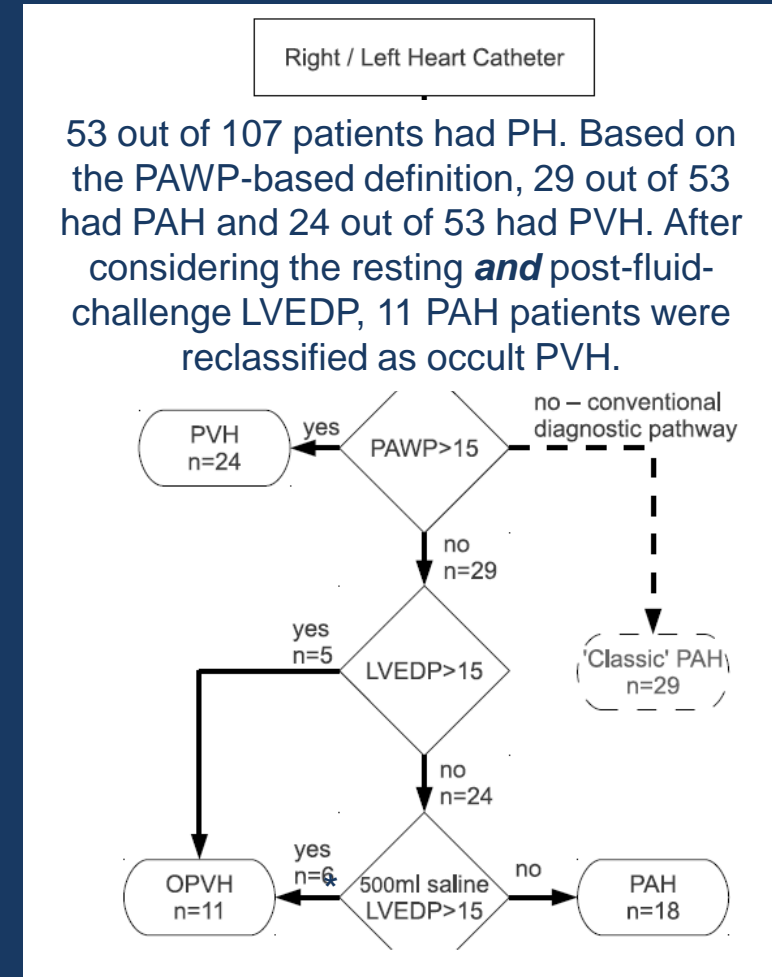 Right / Left Heart Catheter
53 out of 107 patients had PH. Based on
the PAWP-based definition, 29 out of 53
had PAH and 24 out of 53 had PVH. After
considering the resting and post-fluid-
challenge LVEDP, 11 PAH patients were
reclassified as occult PVH.
no – conventional
diagnostic pathway
yes
PVH
n=24
PAWP>15
no
n=29
yes
n=5
LVEDP>15
'Classic' PAH
n=29
no
n=24
yes
n=6*
OPVH
n=11
500ml saline
LVEDP>15
no
PAH
n=18